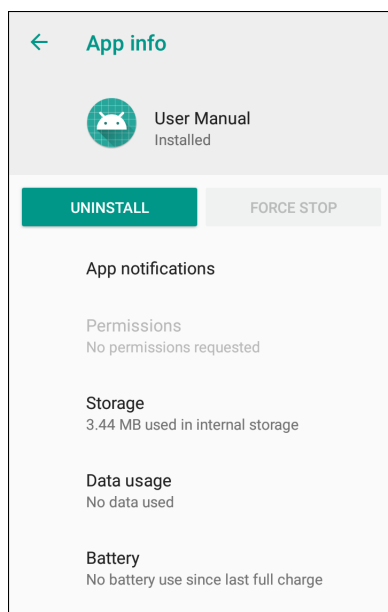 App info
User Manual
Installed
UNINSTALL
FORCE STOP
App notifications
Permissions
No permissions requested
Storage
3.44 MB used in internal storage
Data usage
No data used
Battery
No battery use since last full charge